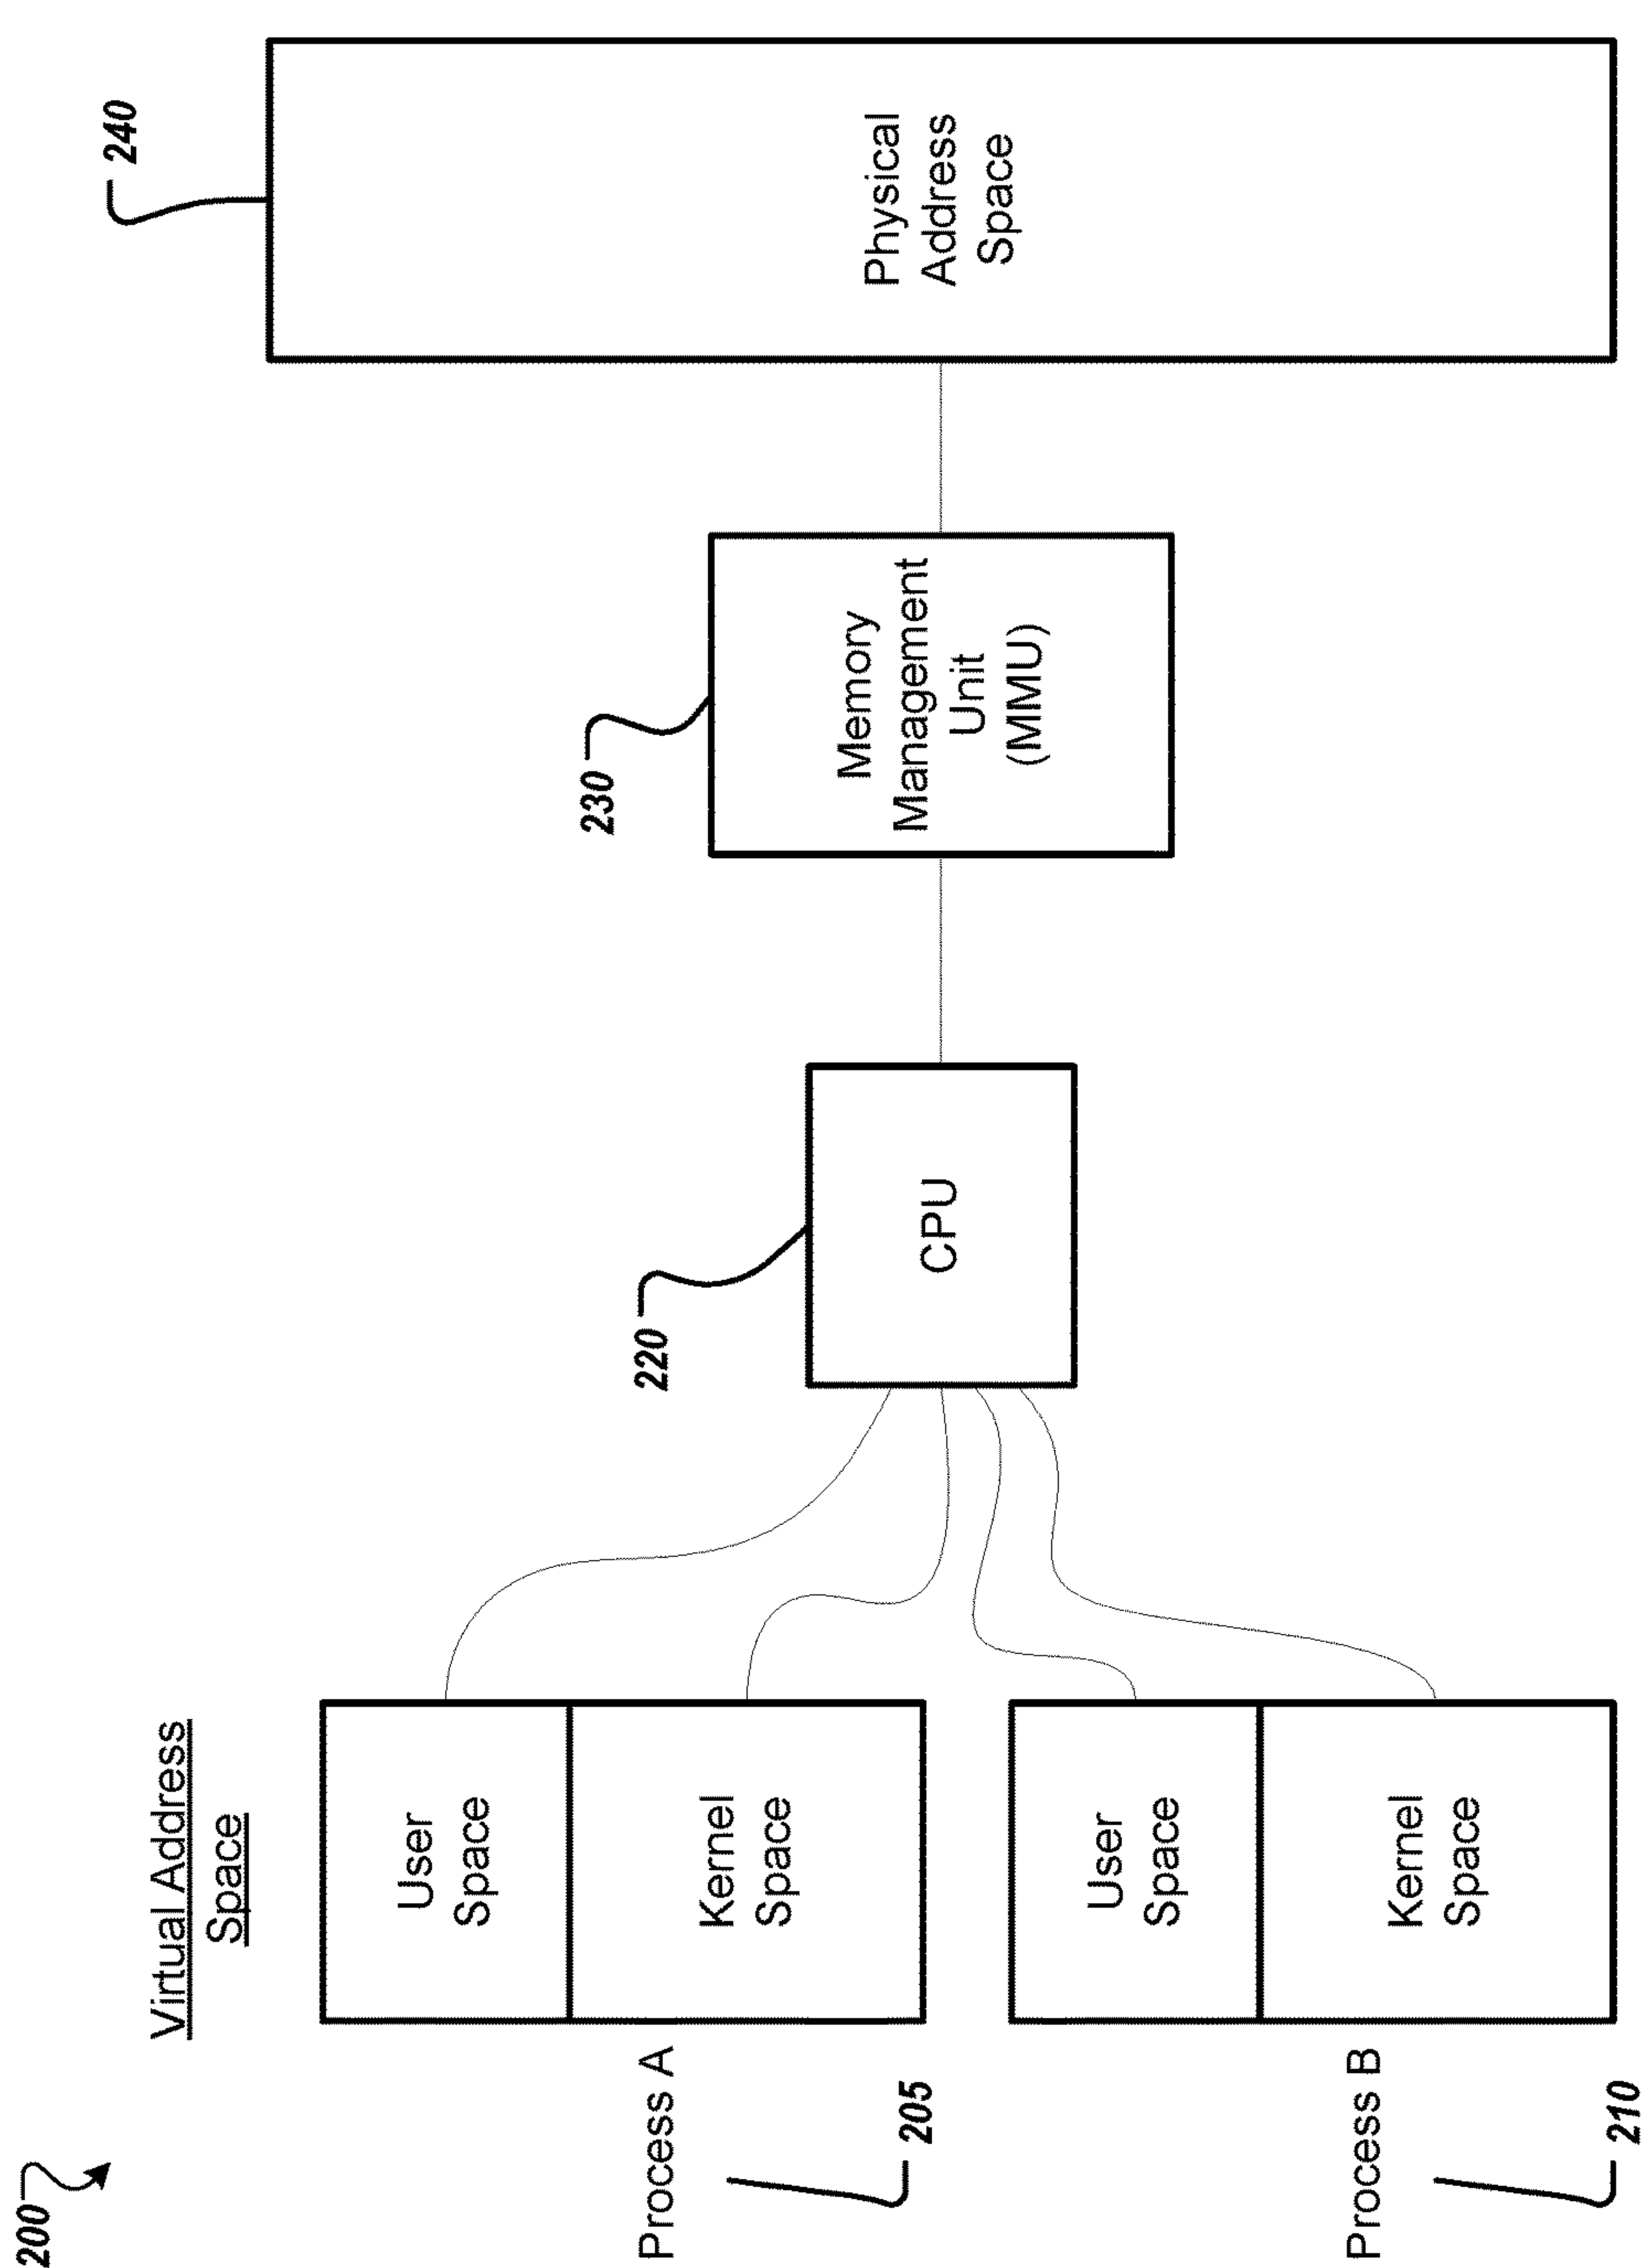 200
Virtual Address
Space
Process A
205
User
Space
Kernel
Space
Process B
210
User
Space
Kernel
Space
220
CPU
230
Memory
Management
Unit
(MMU)
240
Physical
Address
Space